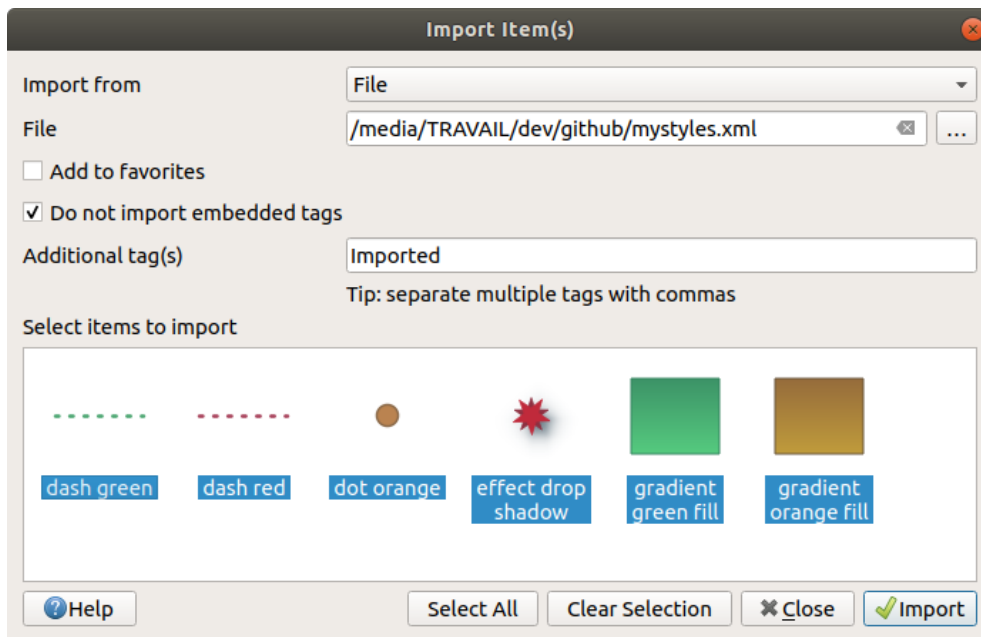 Import Item(s)
Import from
File
File
/media/TRAVAIL/dev/github/mystyles.xml
...
Add to favorites
Do not import embedded tags
Additional tag(s)
Imported
Tip: separate multiple tags with commas
Select items to import
dash green
dash red
dot orange
effect drop
shadow
gradient
green fill
gradient
orange fill
Help
Select All
Clear Selection
Close
Import